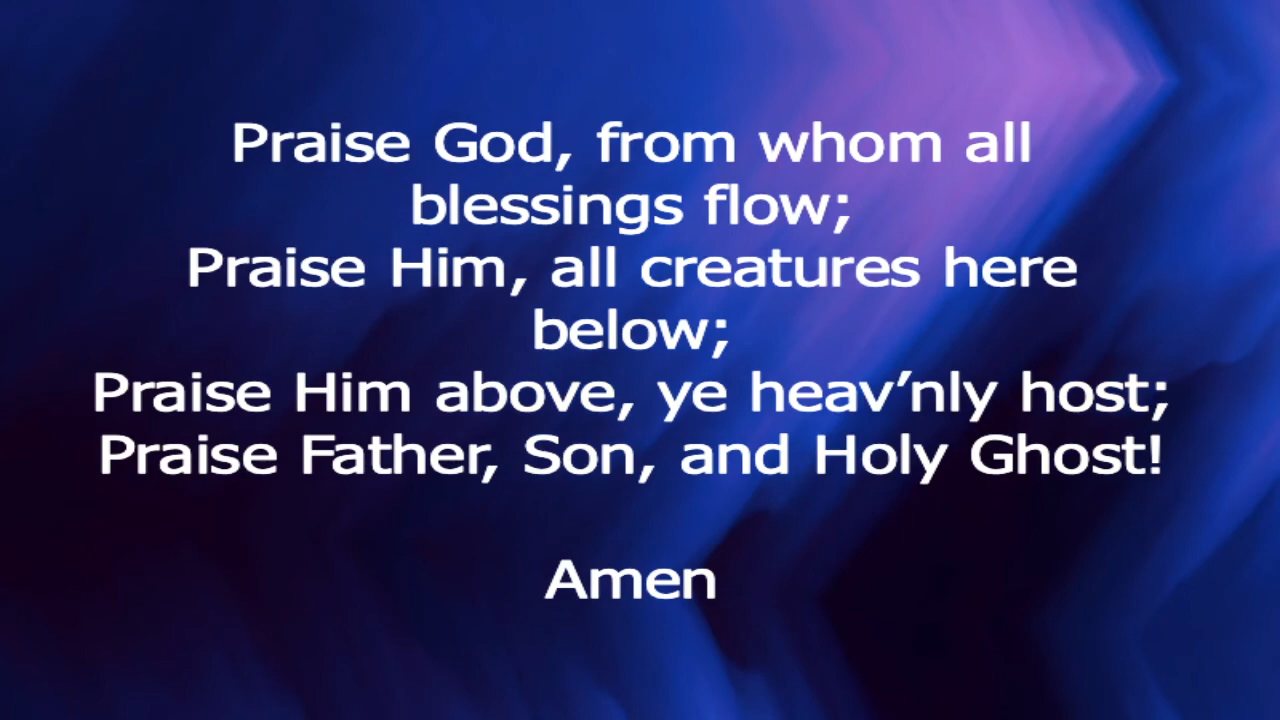 Praise God, from whom all
blessings flow;
Praise Him, all creatures here
below;
Praise Him above, ye heav’nly host;
Praise Father, Son, and Holy Ghost!
Amen